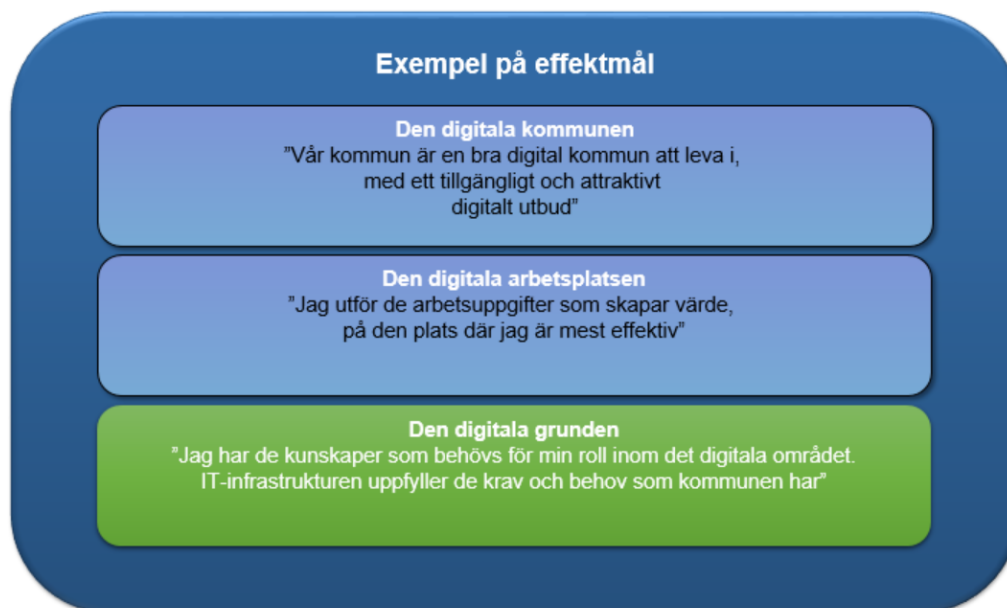 Exempel på effektmål
Den digitala kommunen
”Vår kommun är en bra digital kommun att leva i,
med ett tillgängligt och attraktivt
digitalt utbud”
Den digitala arbetsplatsen
”Jag utför de arbetsuppgifter som skapar värde,
på den plats där jag är mest effektiv”
Den digitala grunden
”Jag har de kunskaper som behövs för min roll inom det digitala området.
IT-infrastrukturen uppfyller de krav och behov som kommunen har”